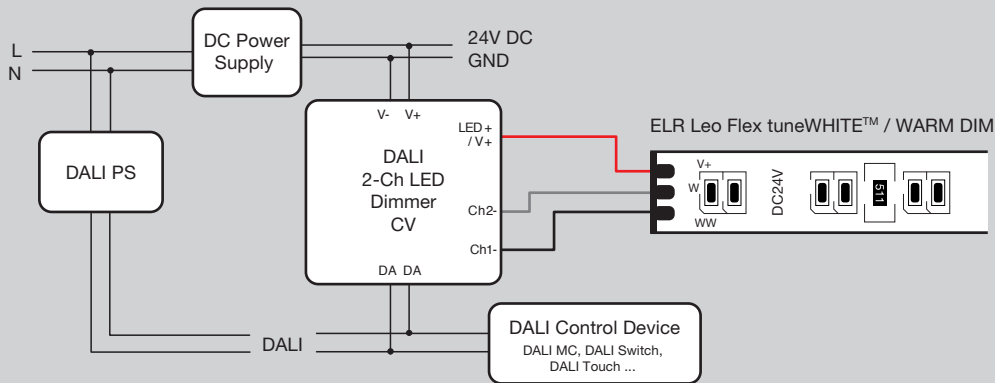 L
N
DC Power
Supply
24V DC
GND
DALI PS
V- V+
LED +
/ V+
DALI
2-Ch LED
Dimmer
CV
Ch2-
Ch1-
DA DA
ELR Leo Flex tuneWHITE™ / WARM DIM
V+
W
WW
DC24V
511
DALI
DALI Control Device
DALI MC, DALI Switch,
DALI Touch ...